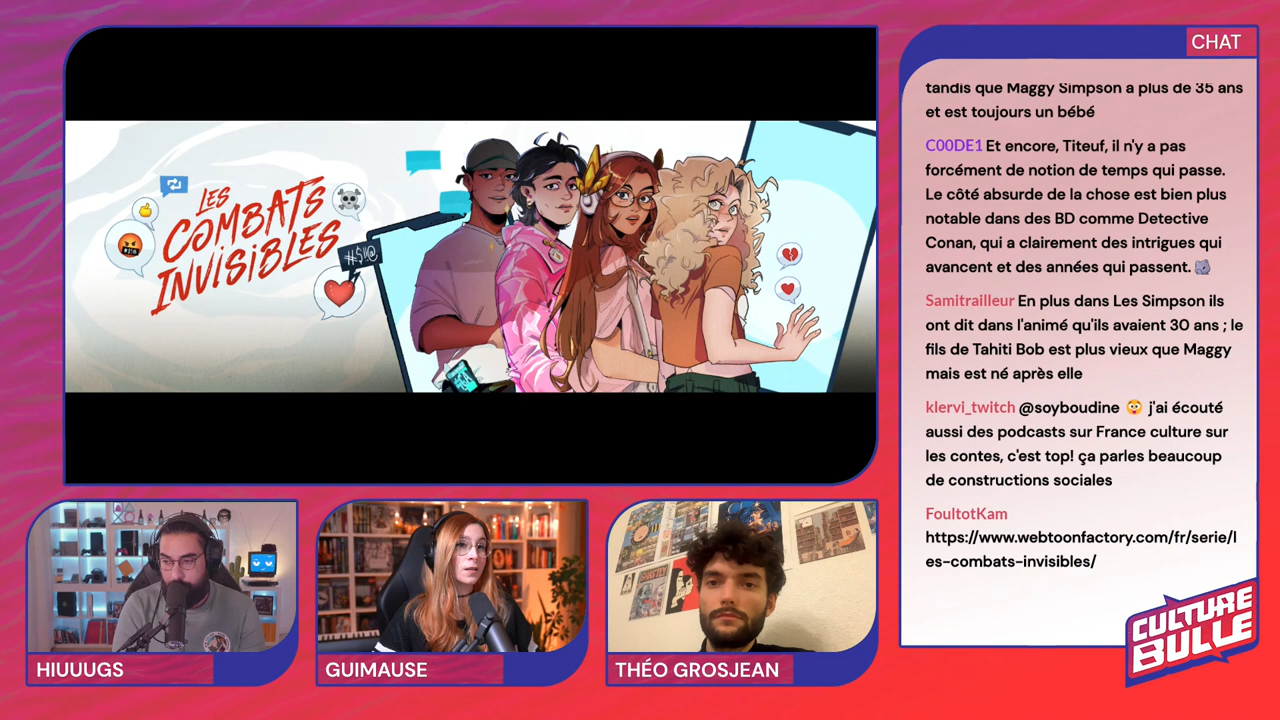 CHAT
LES
COMBATS
INVISIBLES
#$!!@
tandis que Maggy Simpson a plus de 35 ans
et est toujours un bébé
C00DE1 Et encore, Titeuf, il n'y a pas
forcément de notion de temps qui passe.
Le côté absurde de la chose est bien plus
notable dans des BD comme Detective
Conan, qui a clairement des intrigues qui
avancent et des années qui passent.
Samitrailleur En plus dans Les Simpson ils
ont dit dans l'animé qu'ils avaient 30 ans ; le
fils de Tahiti Bob est plus vieux que Maggy
mais est né après elle
klervi_twitch @soyboudine j'ai écouté
aussi des podcasts sur France culture sur
les contes, c'est top! ça parles beaucoup
de constructions sociales
FoultotKam
https://www.webtoonfactory.com/fr/serie/l
es-combats-invisibles/
HIUUUGS
GUIMAUSE
THÉO GROSJEAN
CULTURE
BULLE